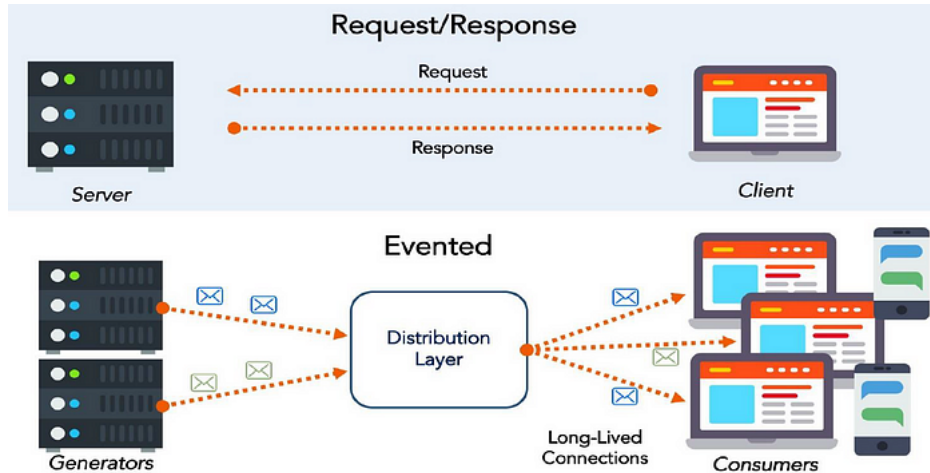 Request/Response
Request
Response
Server
Client
Evented
Distribution
Layer
Long-Lived
Connections
Generators
Consumers